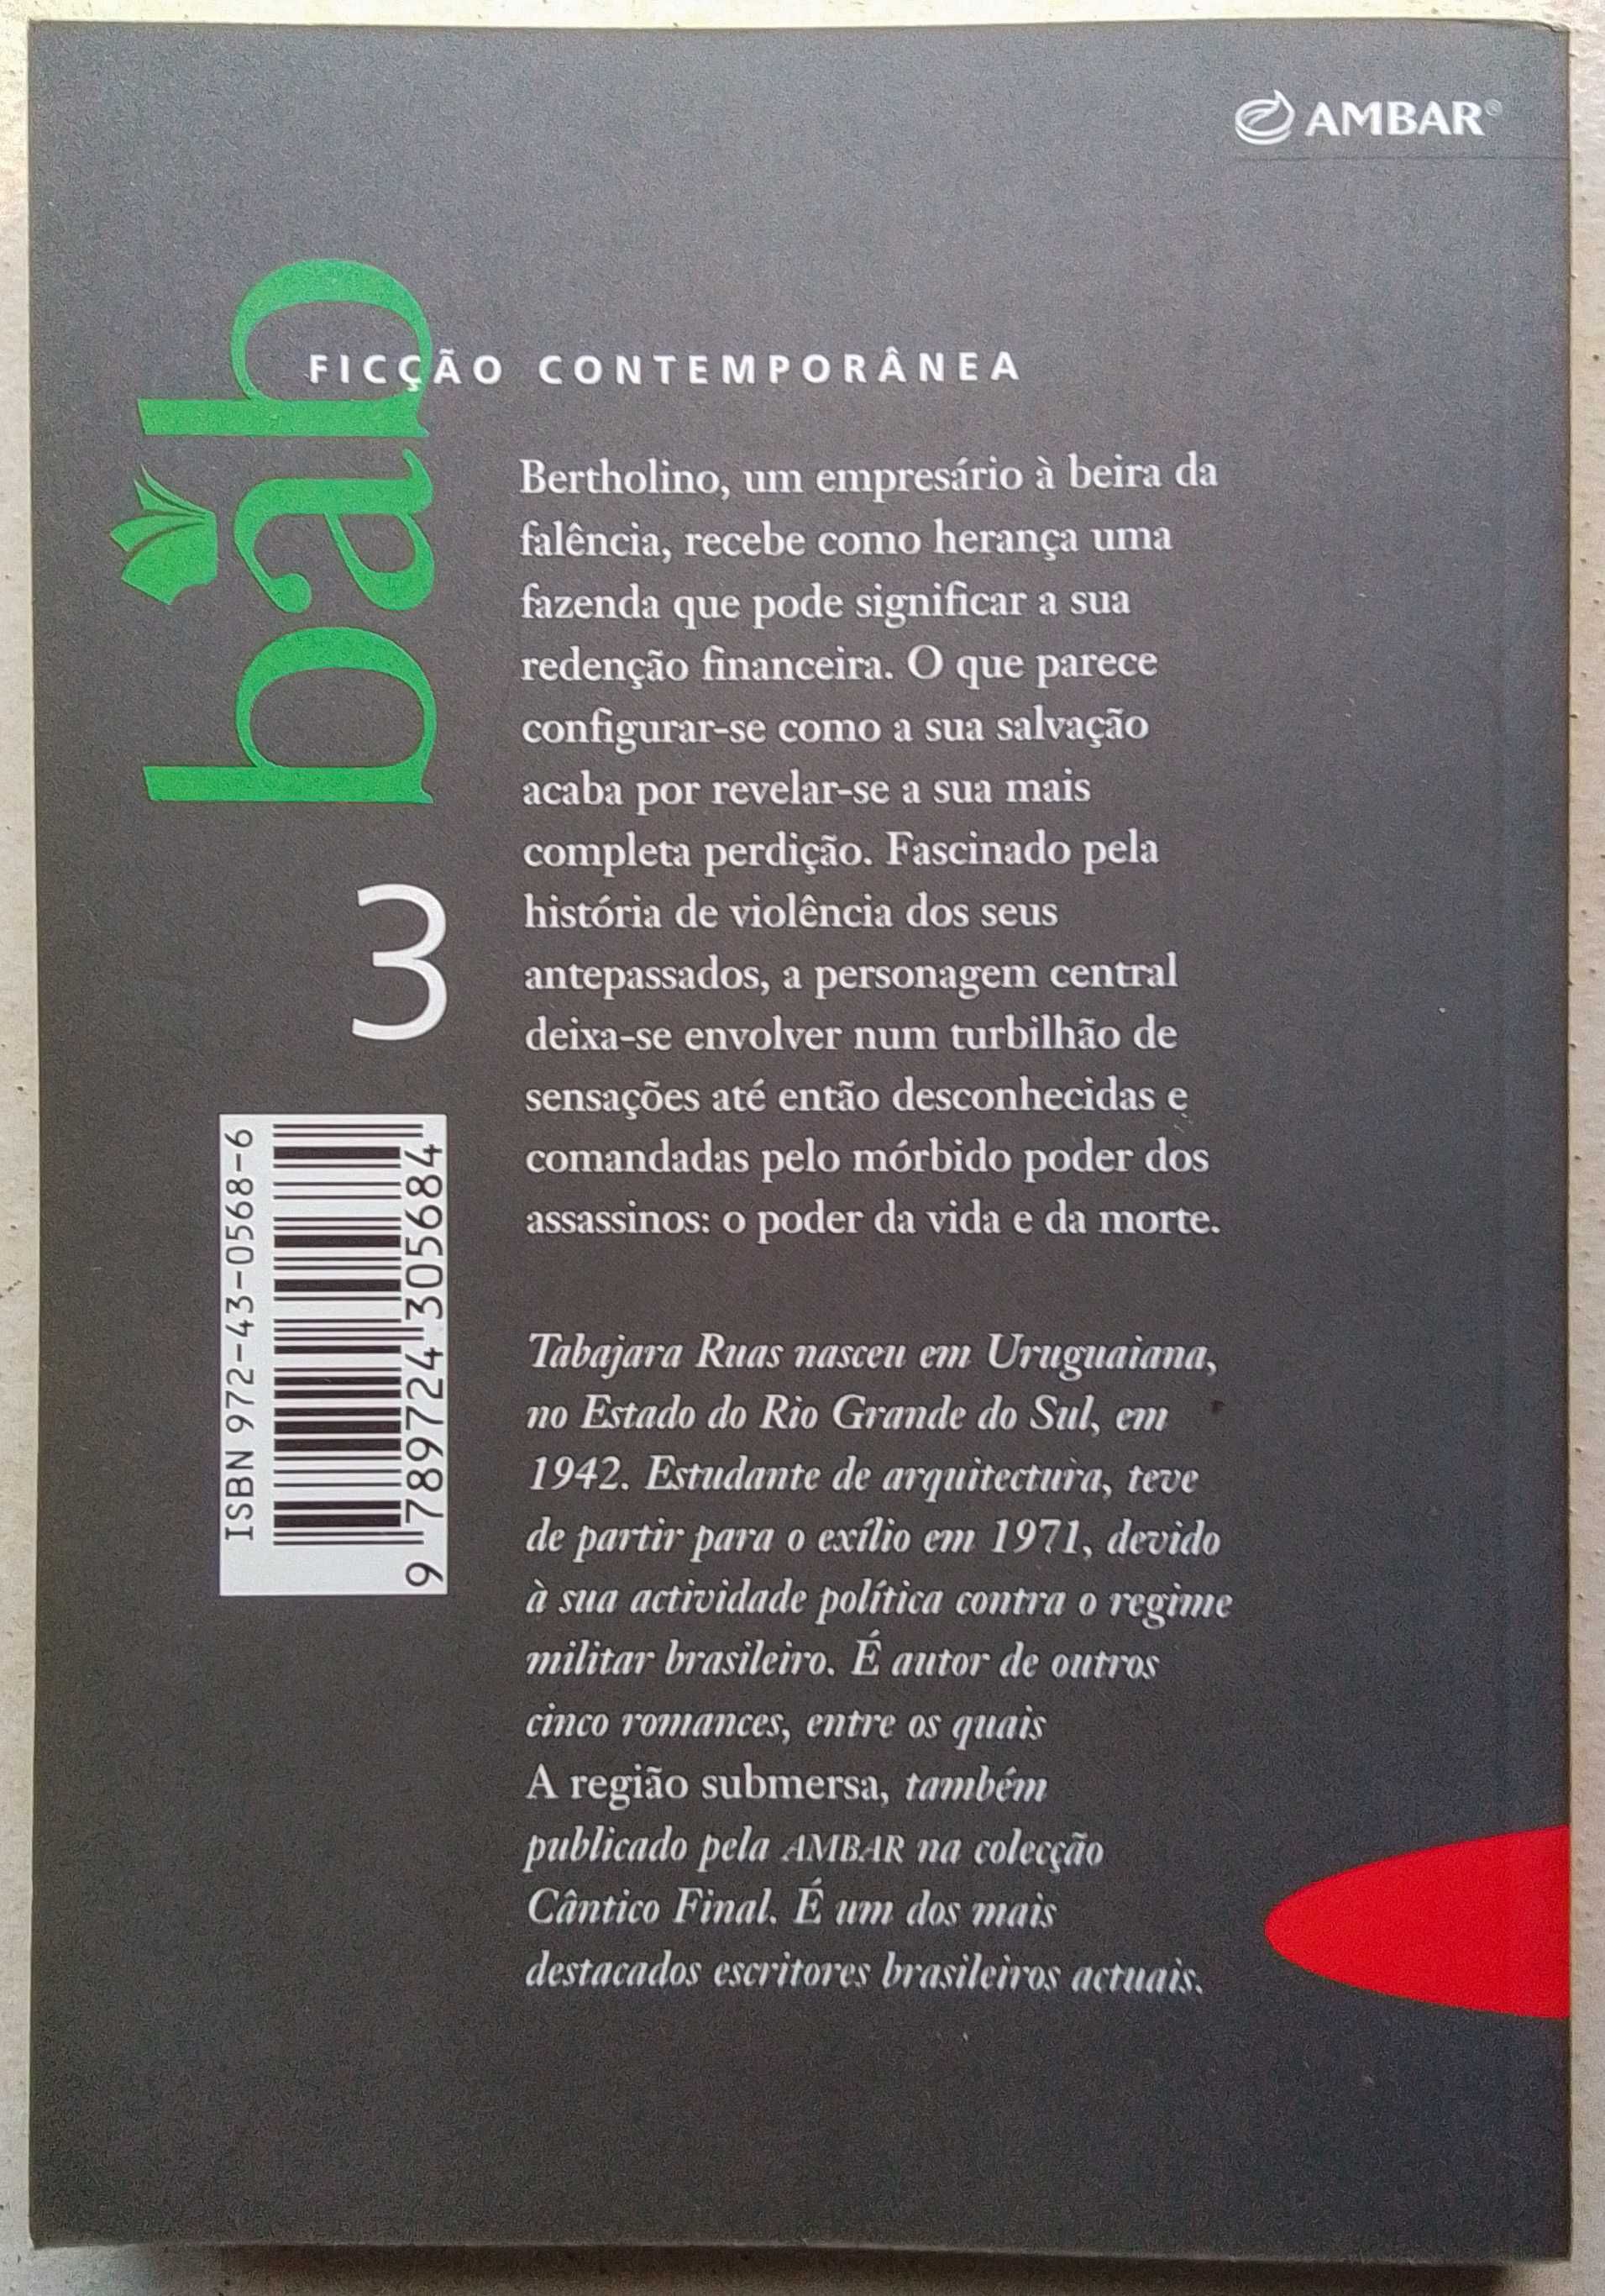 AMBAR®
FICÇÃO CONTEMPORÂNEA
bab
3
Bertholino, um empresário à beira da
falência, recebe como herança uma
fazenda que pode significar a sua
redenção financeira. O que parece
configurar-se como a sua salvação
acaba por revelar-se a sua mais
completa perdição. Fascinado pela
história de violência dos seus
antepassados, a personagem central
deixa-se envolver num turbilhão de
sensações até então desconhecidas e
comandadas pelo mórbido poder dos
assassinos: o poder da vida e da morte.
Tabajara Ruas nasceu em Uruguaiana,
no Estado do Rio Grande do Sul, em
1942. Estudante de arquitectura, teve
de partir para o exílio em 1971, devido
à sua actividade política contra o regime
militar brasileiro. É autor de outros
cinco romances, entre os quais
A região submersa, também
publicado pela AMBAR na colecção
Cântico Final. É um dos mais
destacados escritores brasileiros actuais.
ISBN 972-43-0568-6
9 789724 305684